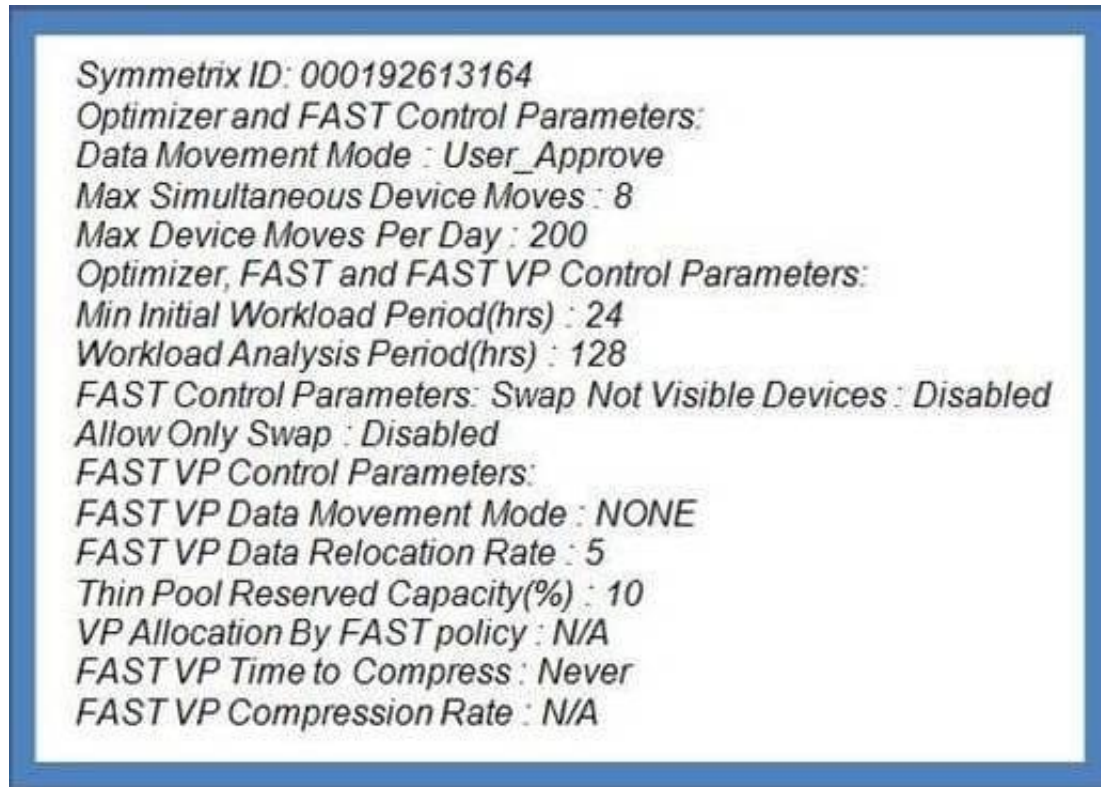 Symmetrix ID: 000192613164
Optimizer and FAST Control Parameters:
Data Movement Mode : User_Approve
Max Simultaneous Device Moves : 8
Max Device Moves Per Day : 200
Optimizer, FAST and FAST VP Control Parameters:
Min Initial Workload Period(hrs) : 24
Workload Analysis Period(hrs) : 128
FAST Control Parameters: Swap Not Visible Devices : Disabled
Allow Only Swap : Disabled
FAST VP Control Parameters:
FAST VP Data Movement Mode : NONE
FAST VP Data Relocation Rate : 5
Thin Pool Reserved Capacity(%) : 10
VP Allocation By FAST policy : N/A
FAST VP Time to Compress : Never
FAST VP Compression Rate : N/A